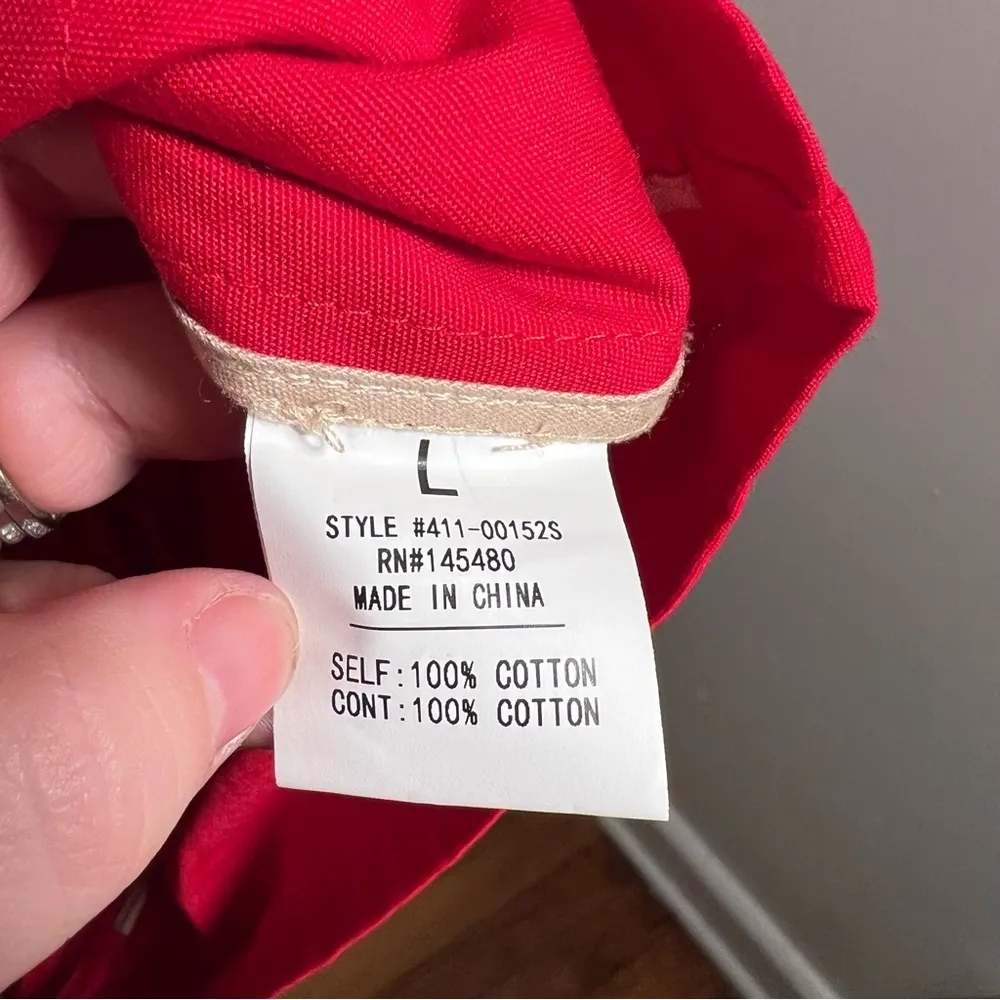 L
STYLE #411-00152S
RN#145480
MADE IN CHINA
SELF:100% COTTON
CONT:100% COTTON